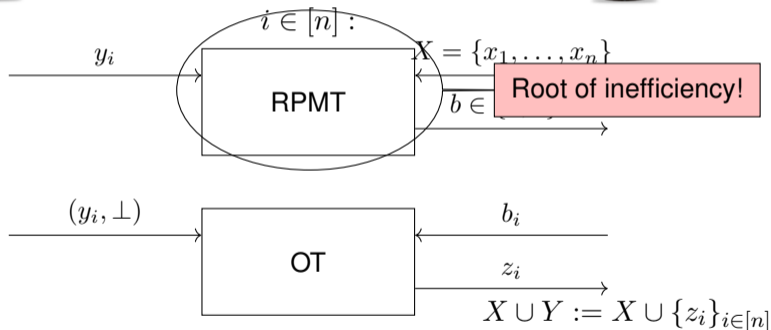 i ∈ [n] :
y_i
X = {x_1, . . . , x_n}
RPMT
Root of inefficiency!
b ∈
(y_i, ⊥)
b_i
OT
z_i
X ∪ Y := X ∪ {z_i}_{i∈[n]}